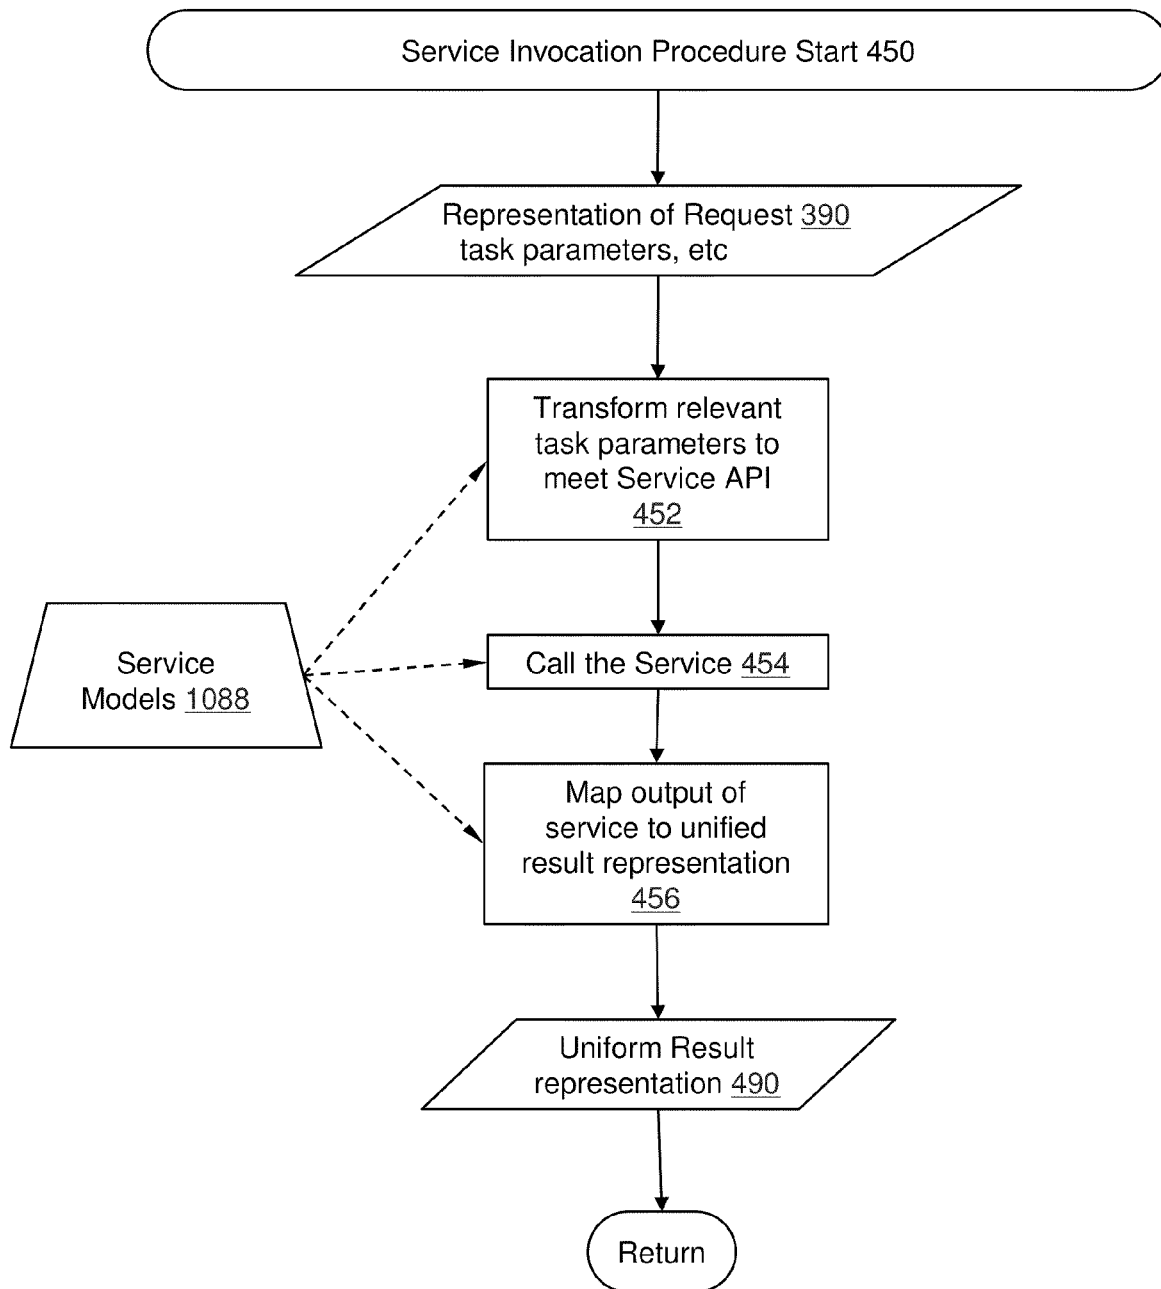 Service Invocation Procedure Start 450
Representation of Request 390
task parameters, etc
Transform relevant
task parameters to
meet Service API
452
Service
Models 1088
Call the Service 454
Map output of
service to unified
result representation
456
Uniform Result
representation 490
Return